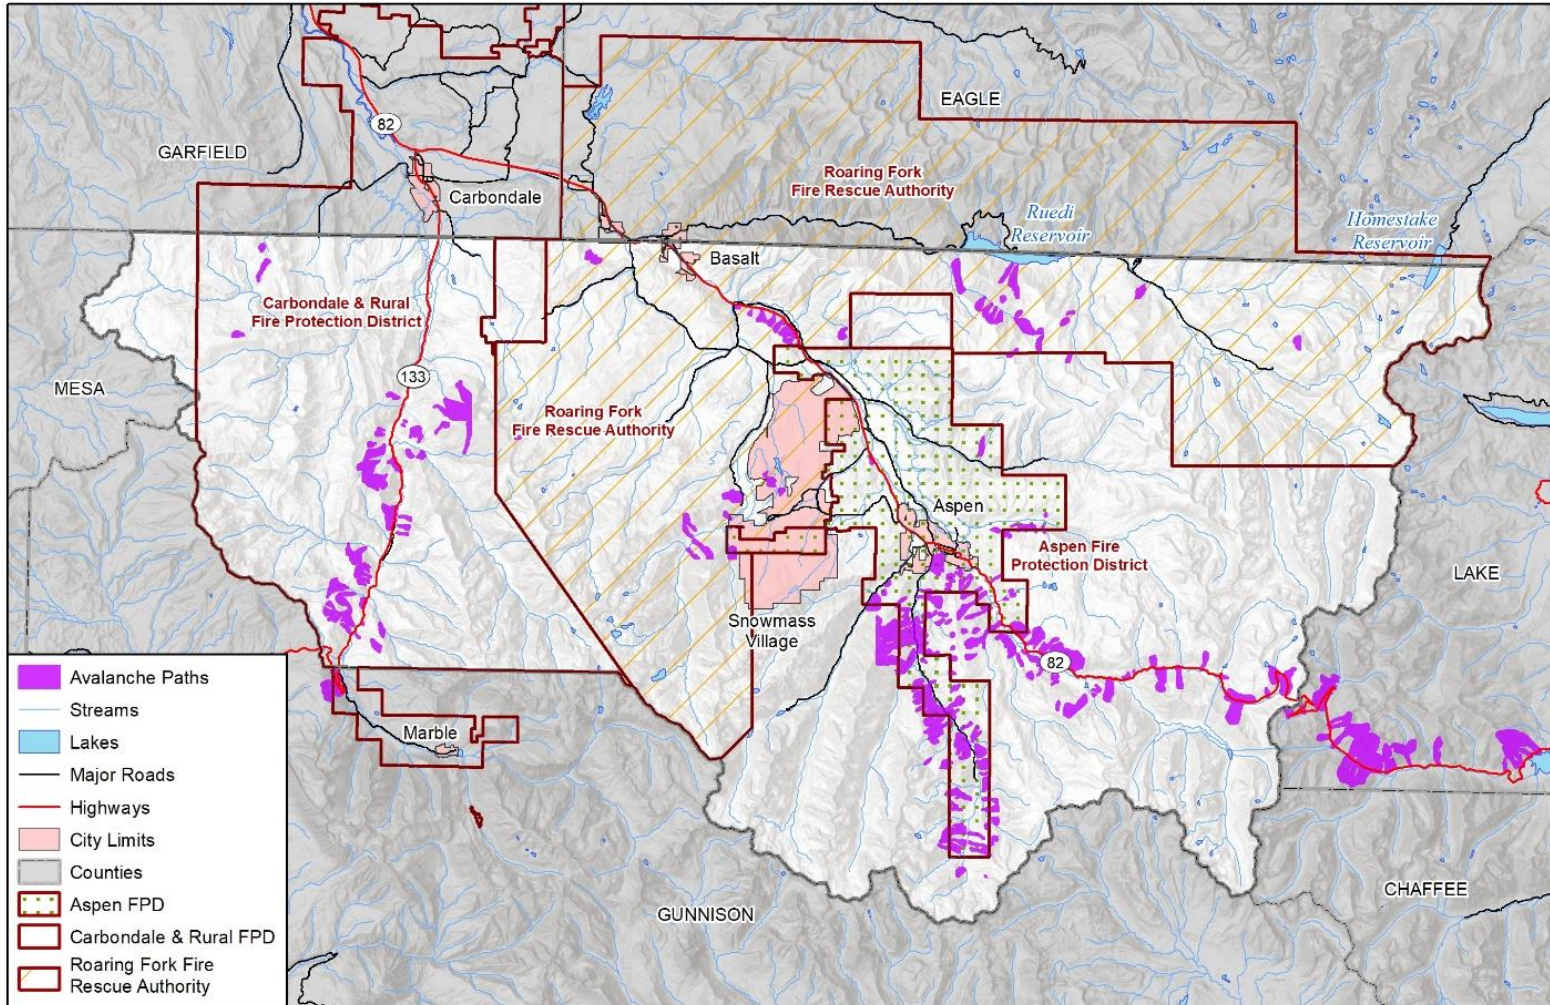 EAGLE
82
GARFIELD
Roaring Fork
Fire Rescue Authority
Carbondale
Ruedi
Reservoir
Homestake
Reservoir
Basalt
Carbondale & Rural
Fire Protection District
133
MESA
Roaring Fork
Fire Rescue Authority
Aspen
Aspen Fire
Protection District
LAKE
Snowmass
Village
82
Marble
CHAFFEE
GUNNISON
Avalanche Paths
Streams
Lakes
Major Roads
Highways
City Limits
Counties
Aspen FPD
Carbondale & Rural FPD
Roaring Fork Fire
Rescue Authority